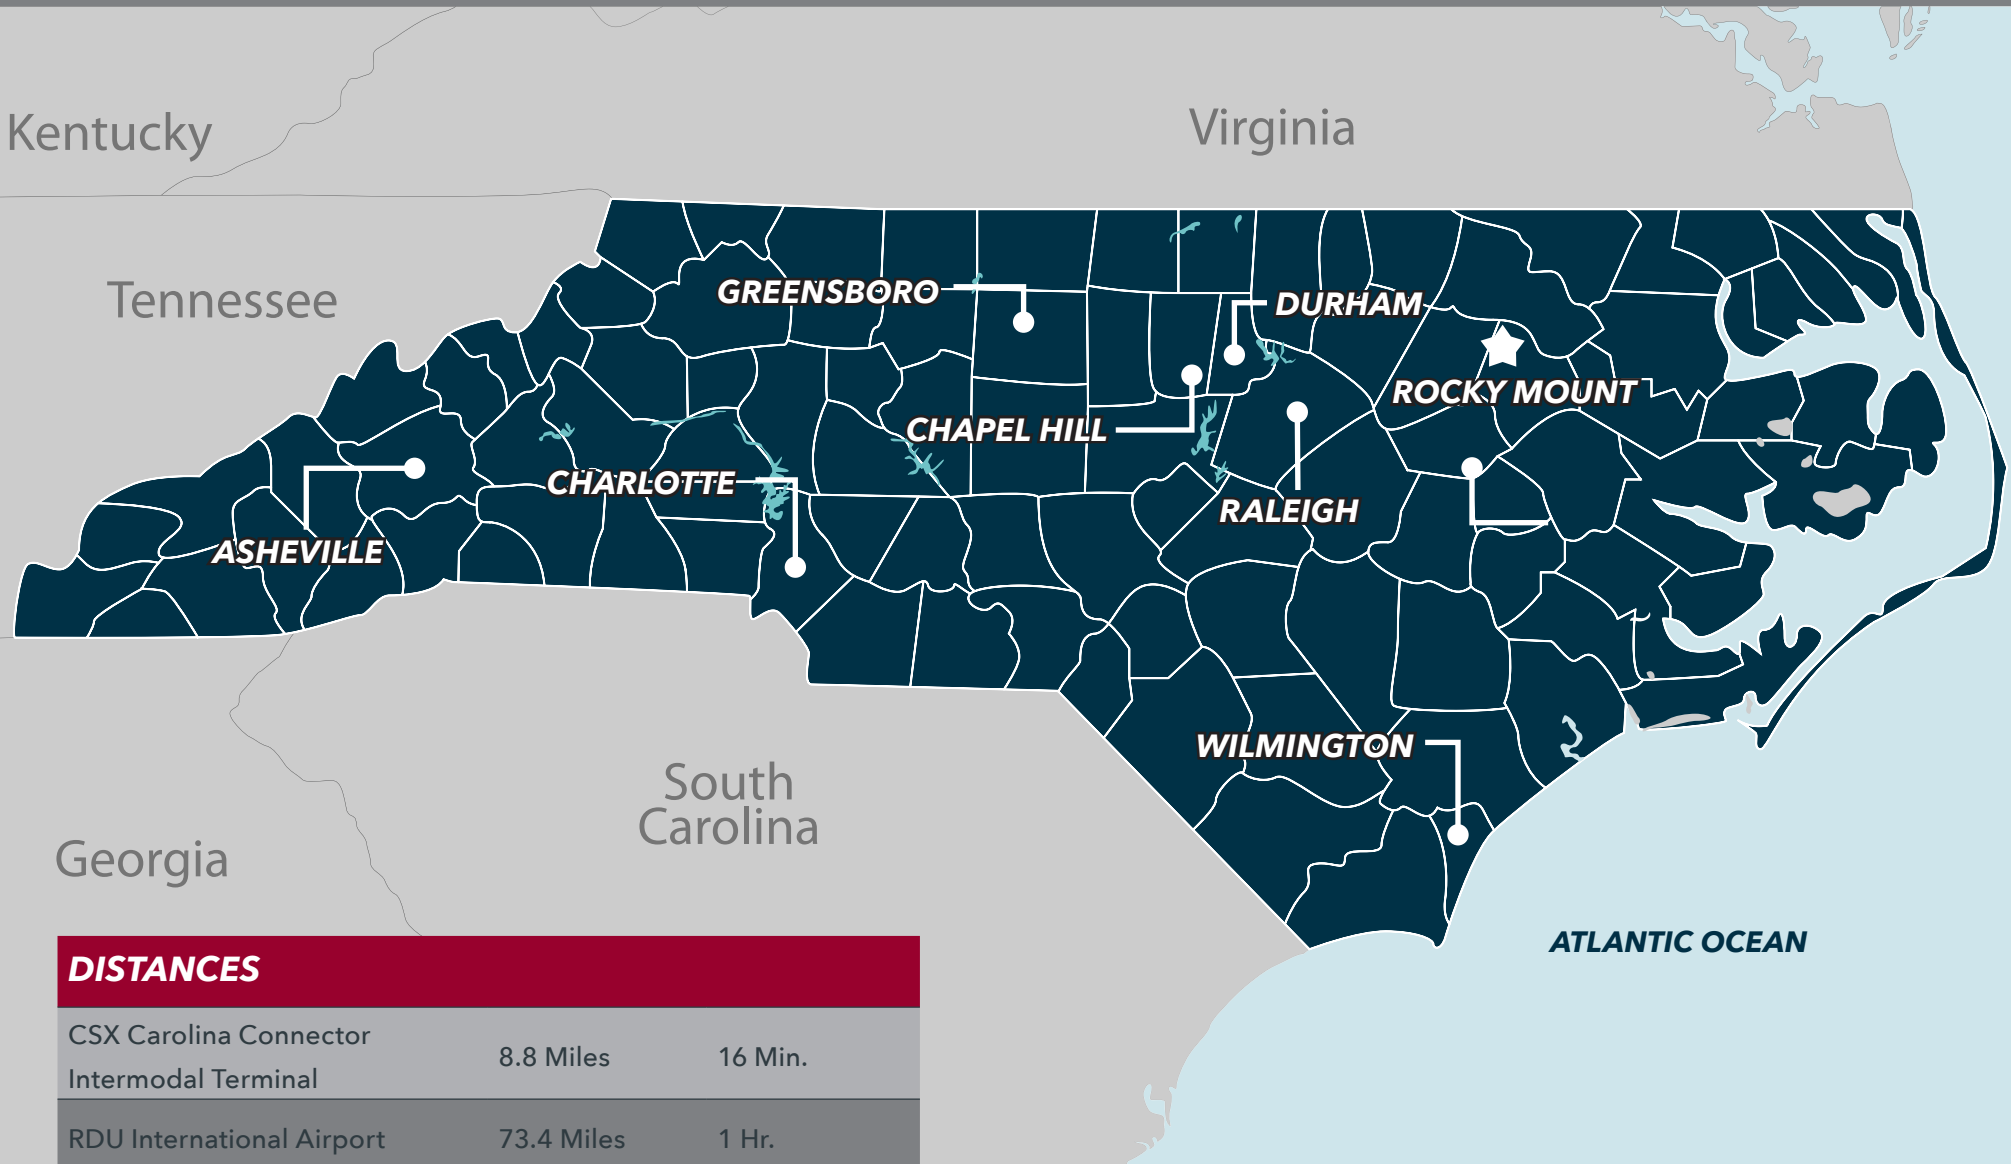 Kentucky
Virginia
Tennessee
GREENSBORO
DURHAM
ROCKY MOUNT
CHAPEL HILL
CHARLOTTE
RALEIGH
ASHEVILLE
WILMINGTON
South
Carolina
Georgia
ATLANTIC OCEAN
DISTANCES
CSX Carolina Connector
Intermodal Terminal
8.8 Miles
16 Min.
RDU International Airport
73.4 Miles
1 Hr.